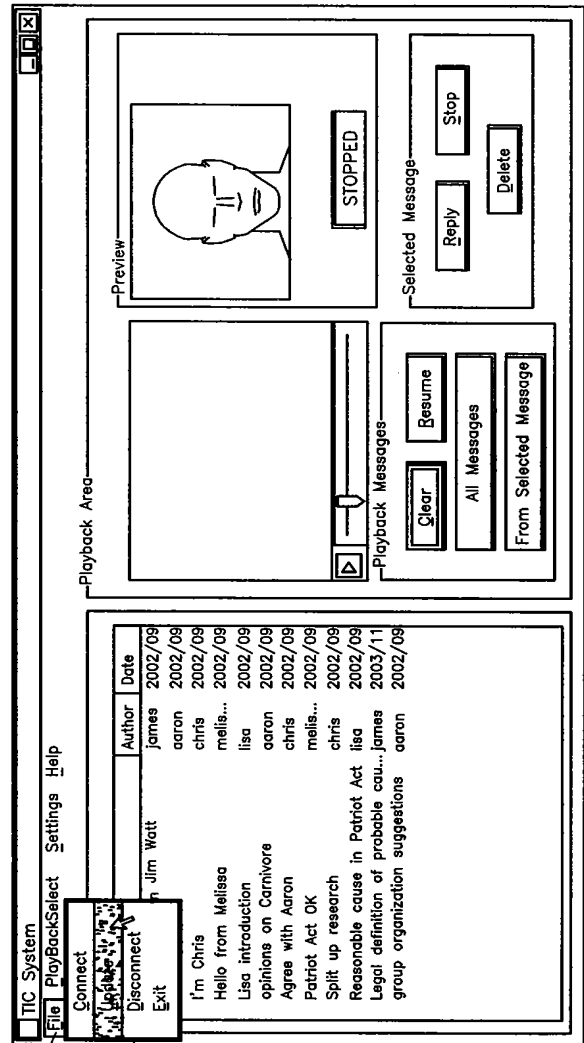 TIC System
File PlayBackSelect Settings Help
Connect
Update
Disconnect
Exit
Author Date
Jim Watt james 2002/09
aaron 2002/09
I'm Chris chris 2002/09
Hello from Melissa melis... 2002/09
Lisa introduction lisa 2002/09
opinions on Carnivore aaron 2002/09
Agree with Aaron chris 2002/09
Patriot Act OK melis... 2002/09
Split up research chris 2002/09
Reasonable cause in Patriot Act lisa 2002/09
Legal definition of probable cau... james 2003/11
group organization suggestions aaron 2002/09
Playback Area
Preview
STOPPED
Playback Messages
Clear Resume
All Messages
From Selected Message
Selected Message
Reply Stop
Delete